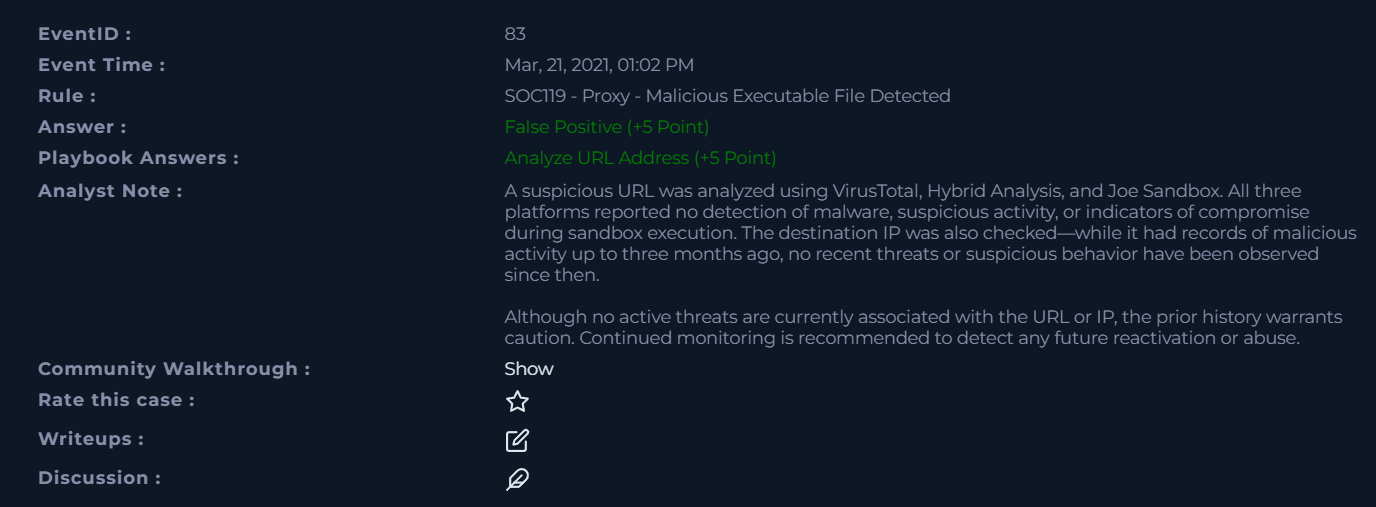 EventID : 83
Event Time : Mar, 21, 2021, 01:02 PM
Rule : SOC119 - Proxy - Malicious Executable File Detected
Answer : False Positive (+5 Point)
Playbook Answers : Analyze URL Address (+5 Point)
Analyst Note : A suspicious URL was analyzed using VirusTotal, Hybrid Analysis, and Joe Sandbox. All three
platforms reported no detection of malware, suspicious activity, or indicators of compromise
during sandbox execution. The destination IP was also checked—while it had records of malicious
activity up to three months ago, no recent threats or suspicious behavior have been observed
since then.
Although no active threats are currently associated with the URL or IP, the prior history warrants
caution. Continued monitoring is recommended to detect any future reactivation or abuse.
Community Walkthrough : Show
Rate this case :
Writeups :
Discussion :